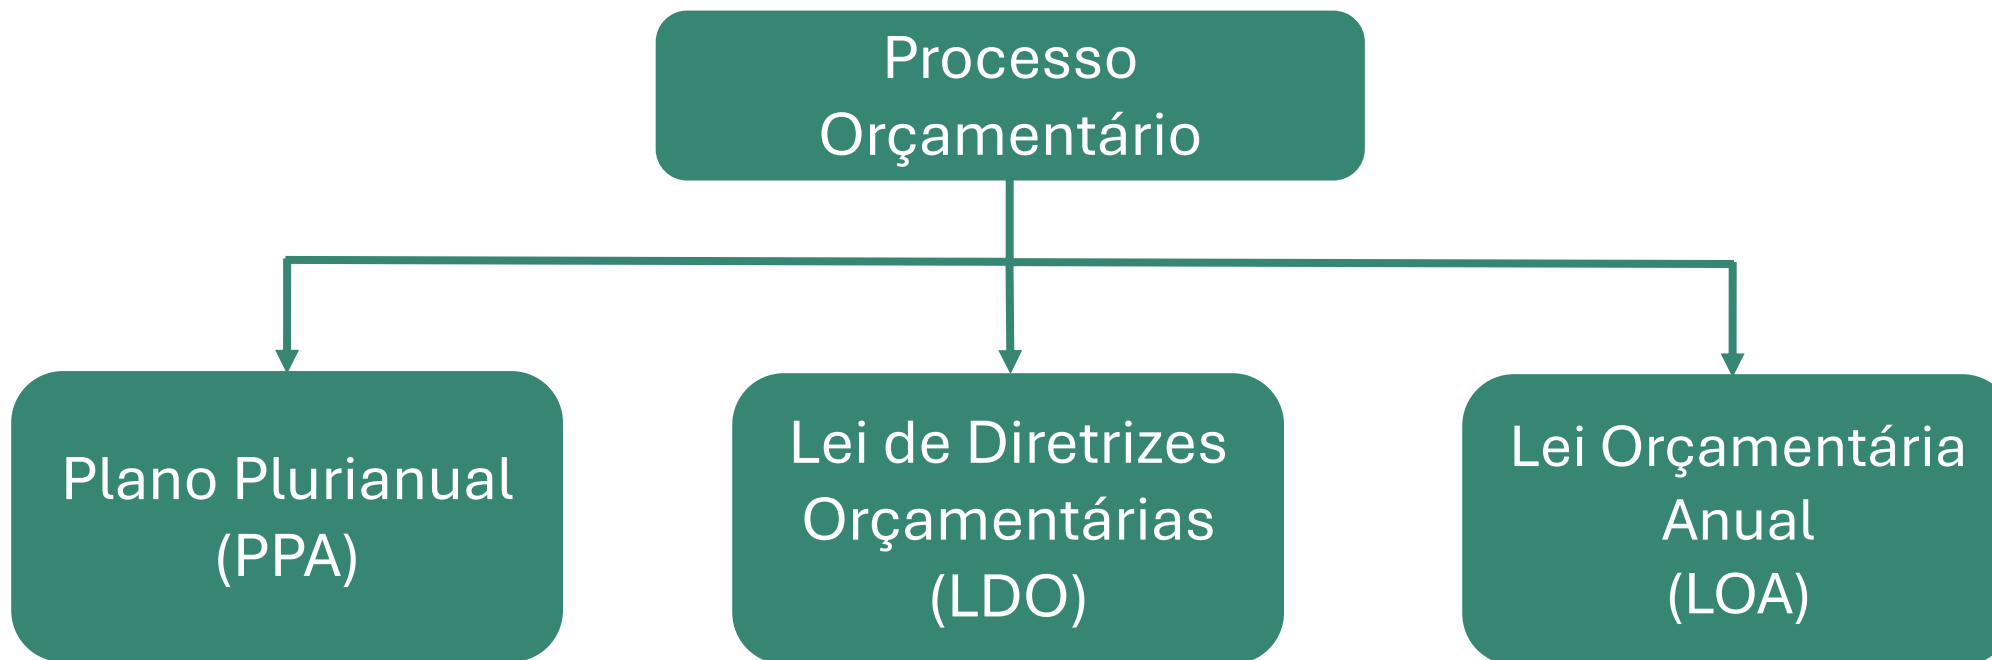 Processo
Orçamentário
Plano Plurianual
(PPA)
Lei de Diretrizes
Orçamentárias
(LDO)
Lei Orçamentária
Anual
(LOA)